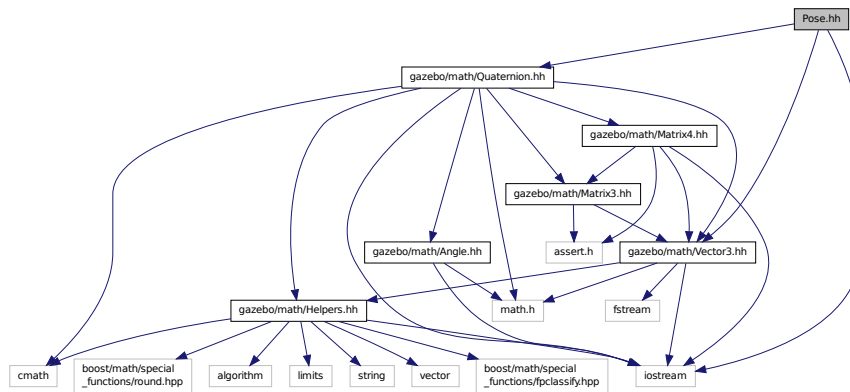 Pose.hh
gazebo/math/Quaternion.hh
gazebo/math/Matrix4.hh
gazebo/math/Matrix3.hh
gazebo/math/Angle.hh
assert.h
gazebo/math/Vector3.hh
gazebo/math/Helpers.hh
math.h
fstream
cmath
boost/math/special
_functions/round.hpp
algorithm
limits
string
vector
boost/math/special
_functions/fpclassify.hpp
iostream